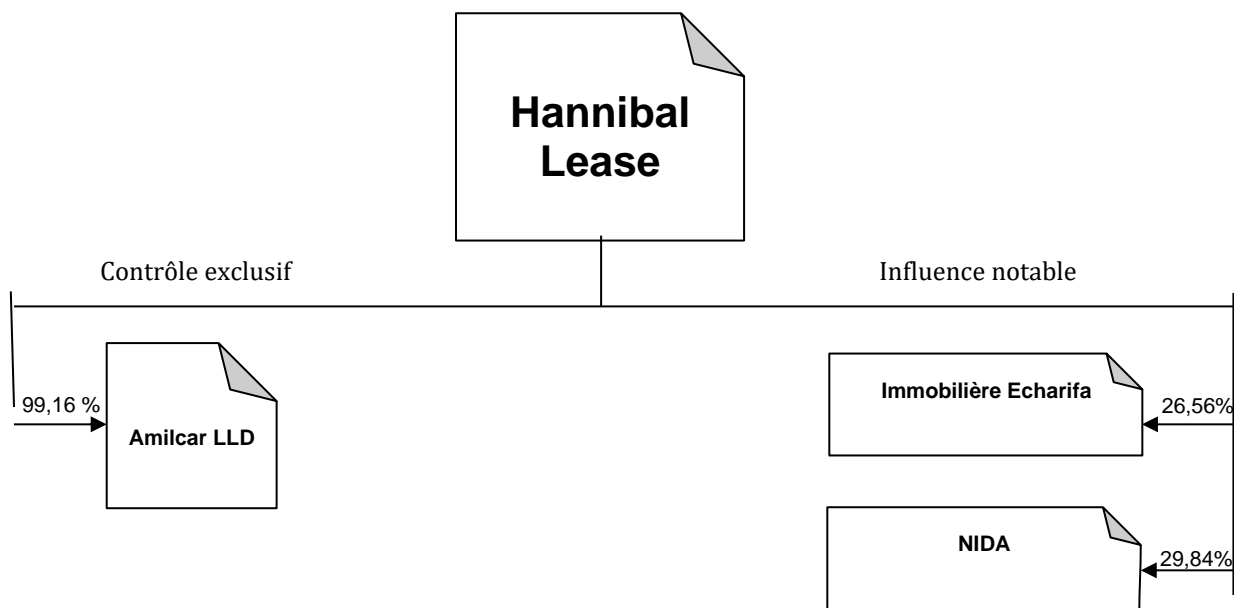 Hannibal
Lease
Contrôle exclusif
Influence notable
99,16 %
Amilcar LLD
Immobilière Echarifa
26,56%
NIDA
29,84%